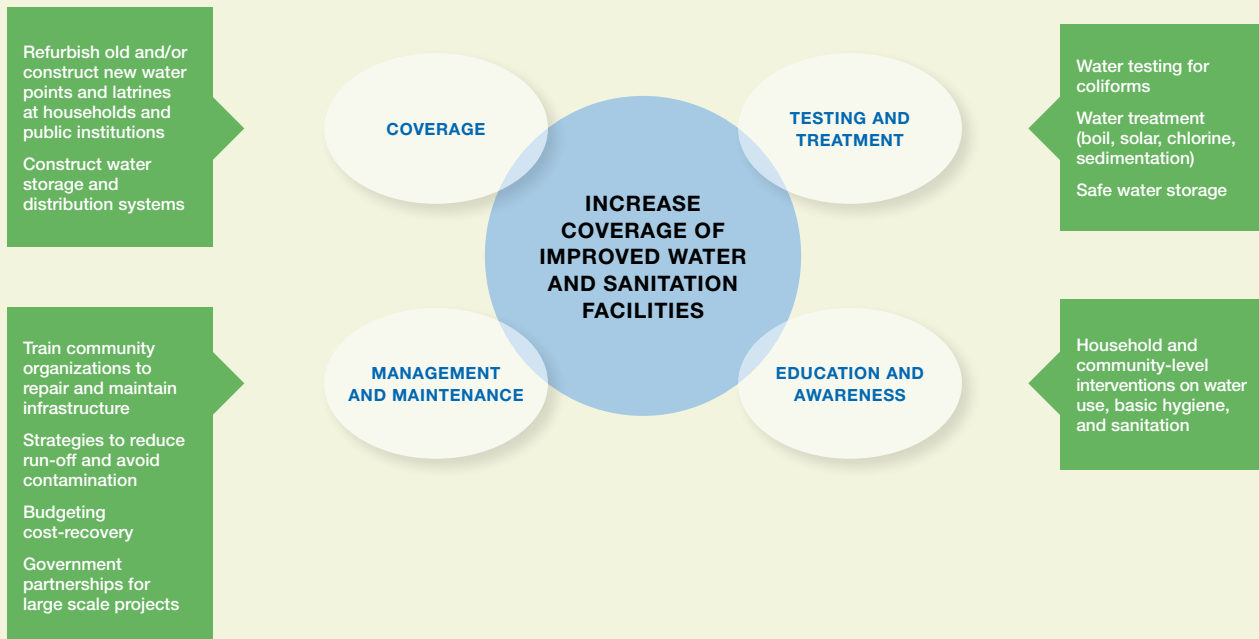 Refurbish old and/or
construct new water
points and latrines
at households and
public institutions
Construct water
storage and
distribution systems
COVERAGE
TESTING AND
TREATMENT
Water testing for
coliforms
Water treatment
(boil, solar, chlorine,
sedimentation)
Safe water storage
INCREASE
COVERAGE OF
IMPROVED WATER
AND SANITATION
FACILITIES
Train community
organizations to
repair and maintain
infrastructure
Strategies to reduce
run-off and avoid
contamination
Budgeting
cost-recovery
Government
partnerships for
large scale projects
MANAGEMENT
AND MAINTENANCE
EDUCATION AND
AWARENESS
Household and
community-level
interventions on water
use, basic hygiene,
and sanitation